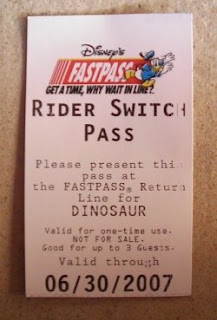 Disney's
FASTPASS
GET A TIME, WHY WAIT IN LINE?
RIDER SWITCH
PASS
Please present this
pass at
the FASTPASS® Return
Line for
DINOSAUR
Valid for one-time use.
NOT FOR SALE.
Good for up to 3 Guests.
Valid through
06/30/2007